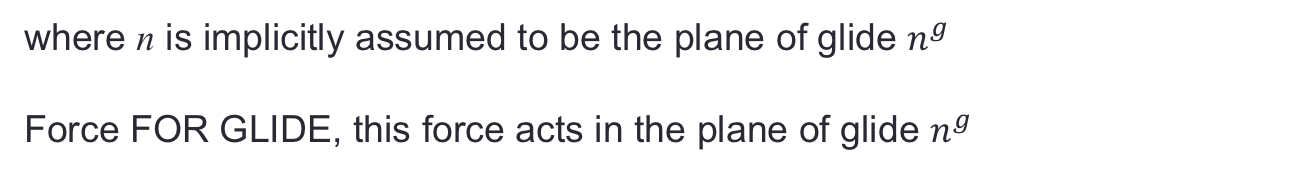 where n is implicitly assumed to be the plane of glide n^g
Force FOR GLIDE, this force acts in the plane of glide n^g